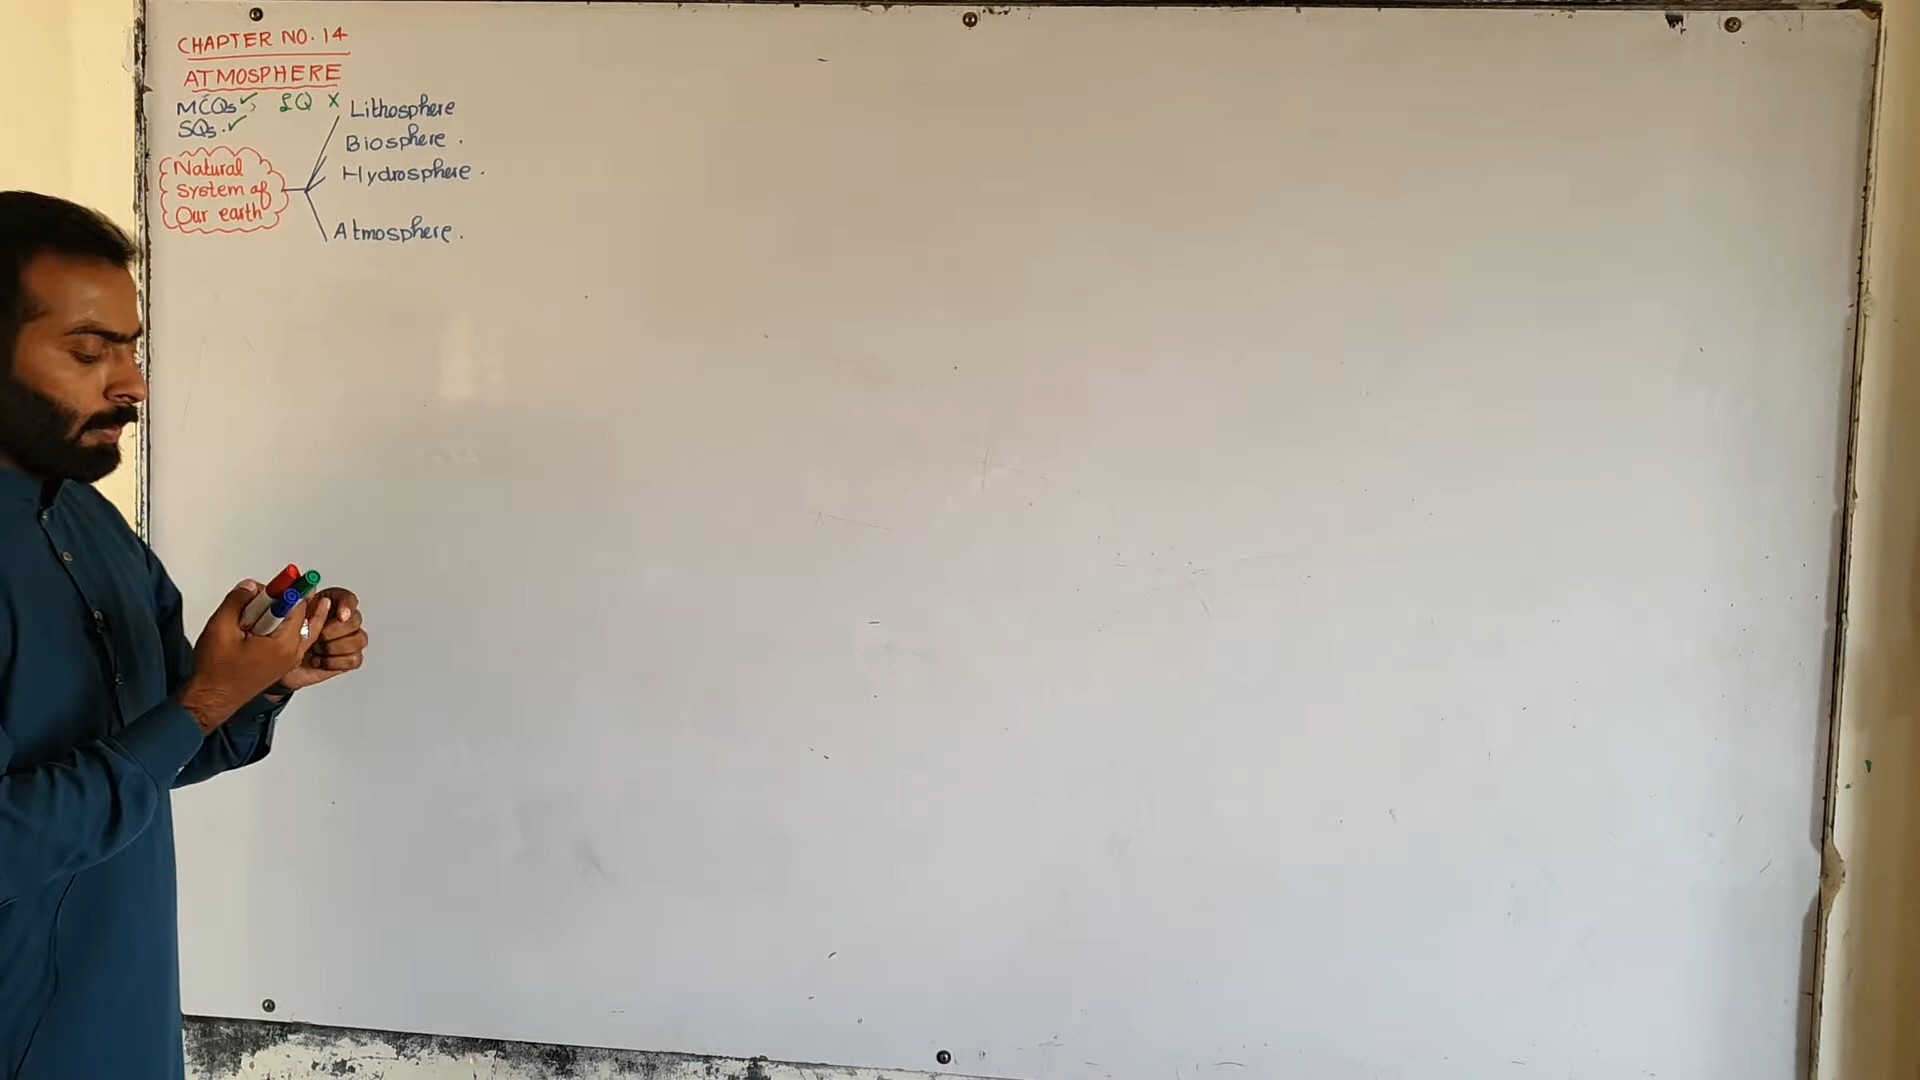 CHAPTER NO. 14
ATMOSPHERE
MCQs ✓, LQ X
SQs. ✓
Natural
System of
Our earth
Lithosphere
Biosphere.
Hydrosphere.
Atmosphere.